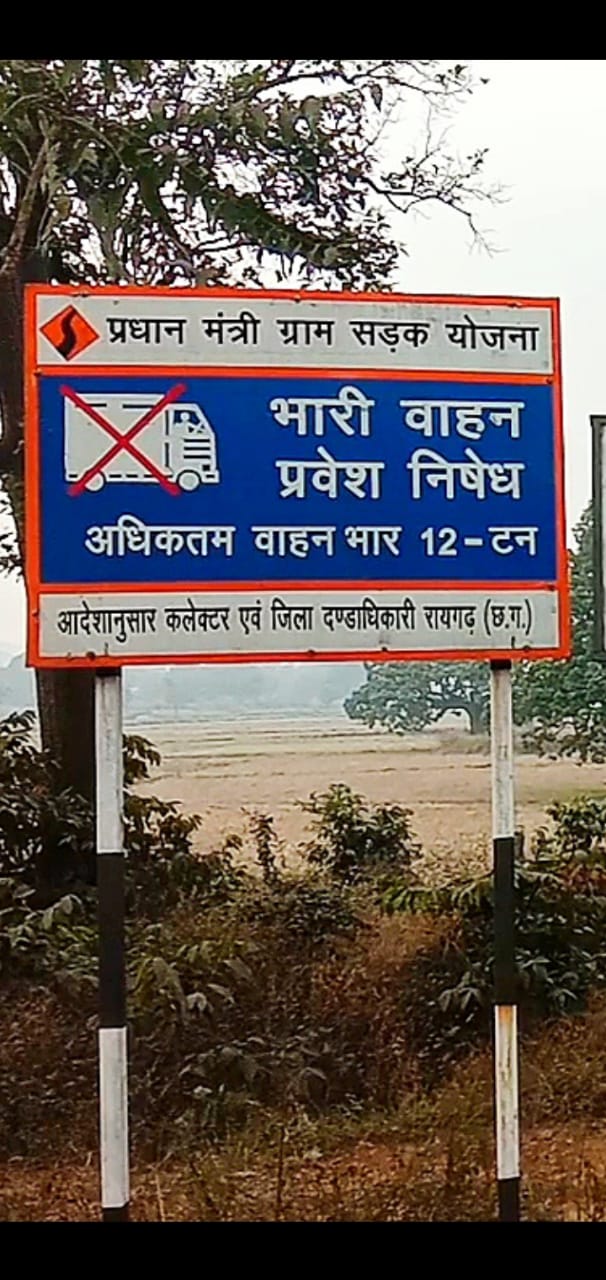 प्रधान मंत्री ग्राम सड़क योजना
भारी वाहन
प्रवेश निषेध
अधिकतम वाहन भार 12-टन
आदेशानुसार कलेक्टर एवं जिला दण्डाधिकारी रायगढ़ (छ.ग.)